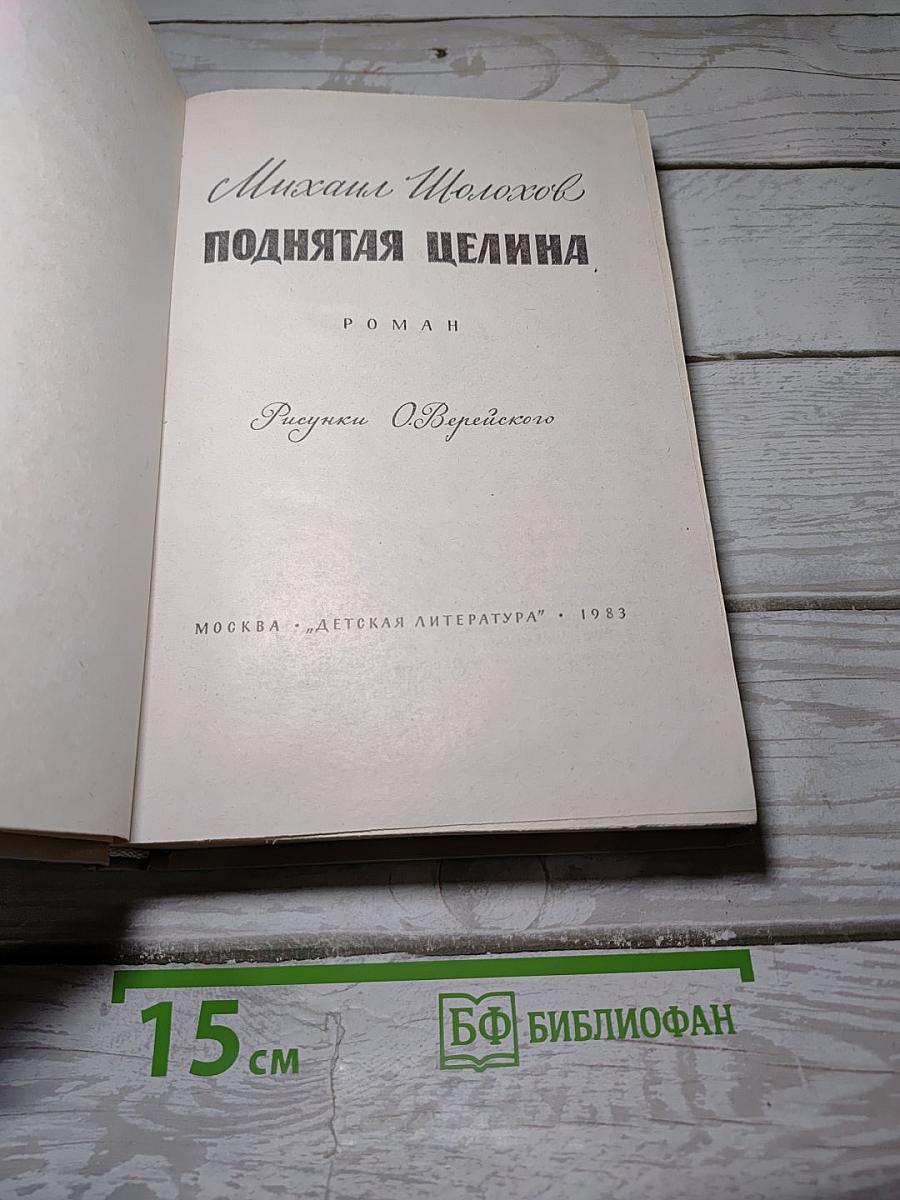 Михаил Шолохов
ПОДНЯТАЯ ЦЕЛИНА
РОМАН
Рисунки О.Верейского
МОСКВА · „ДЕТСКАЯ ЛИТЕРАТУРА" · 1983
15 см
БФ БИБЛИОФАН